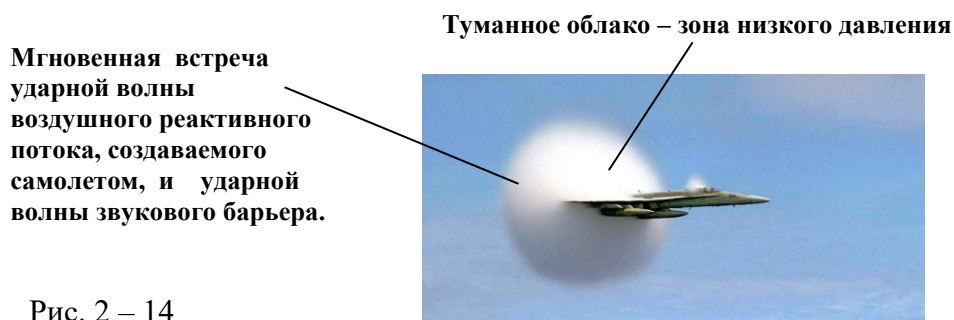 Туманное облако – зона низкого давления
Мгновенная встреча
ударной волны
воздушного реактивного
потока, создаваемого
самолетом, и ударной
волны звукового барьера.
Рис. 2 – 14